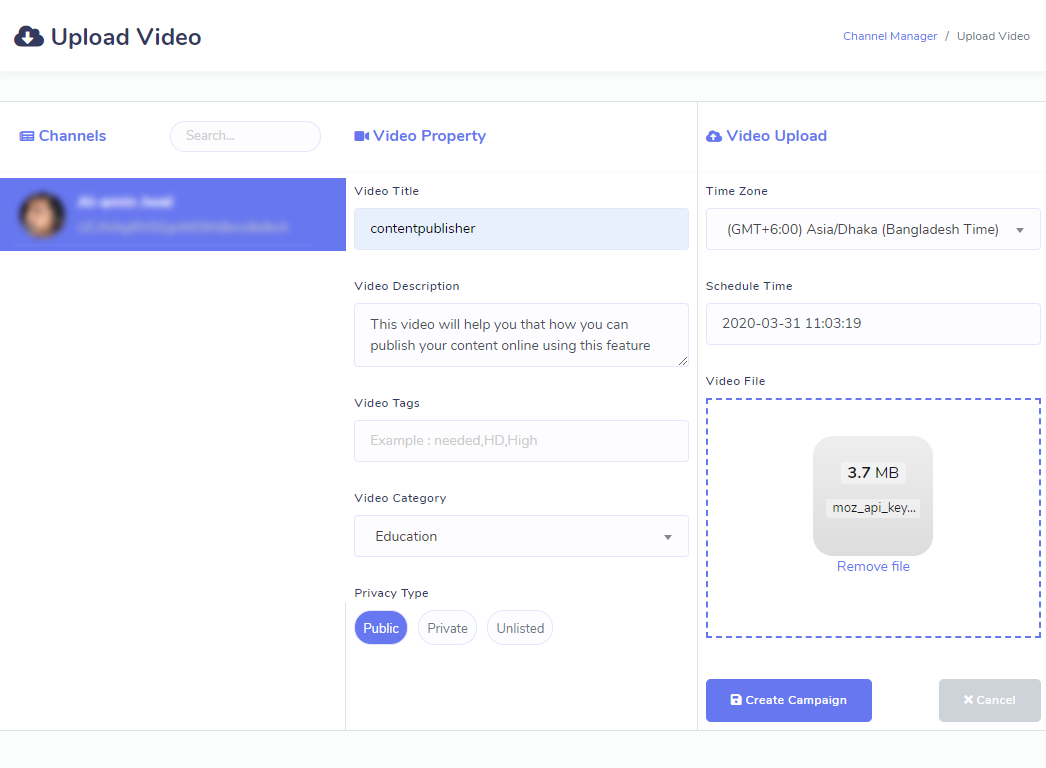 Upload Video
Channel Manager / Upload Video
Channels
Search...
Video Property
Video Title
contentpublisher
Video Description
This video will help you that how you can
publish your content online using this feature
Video Tags
Example : needed,HD,High
Video Category
Education
Privacy Type
Public Private Unlisted
Video Upload
Time Zone
(GMT+6:00) Asia/Dhaka (Bangladesh Time)
Schedule Time
2020-03-31 11:03:19
Video File
3.7 MB
moz_api_key...
Remove file
Create Campaign
Cancel